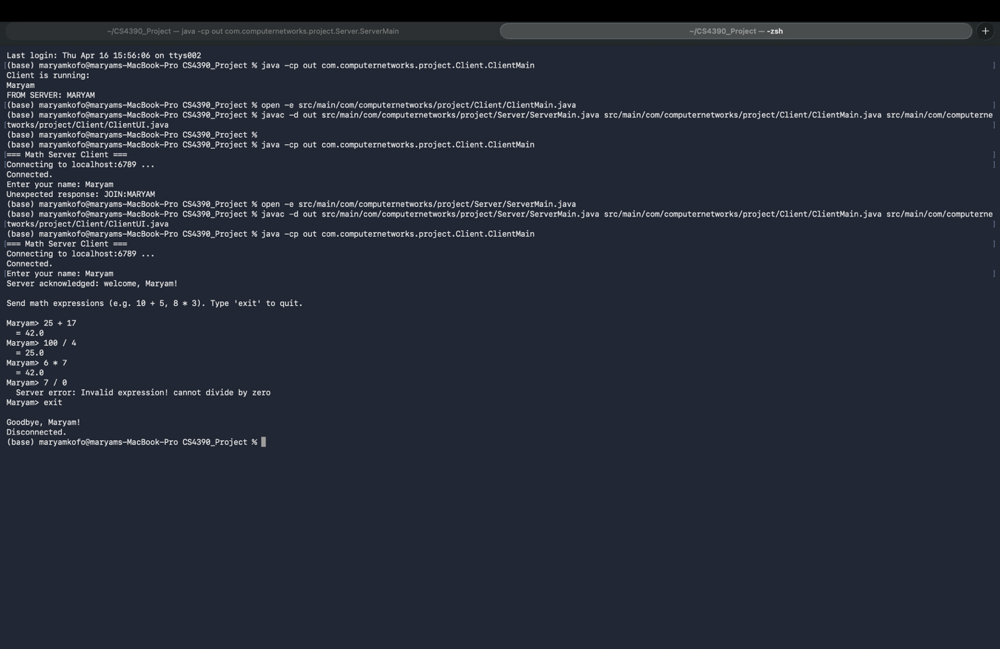 ~/CS4390_Project — java -cp out com.computernetworks.project.Server.ServerMain
~/CS4390_Project — -zsh
+
Last login: Thu Apr 16 15:56:06 on ttys002
[(base) maryamkofo@maryams-MacBook-Pro CS4390_Project % java -cp out com.computernetworks.project.Client.ClientMain ]
Client is running:
Maryam
FROM SERVER: MARYAM
[(base) maryamkofo@maryams-MacBook-Pro CS4390_Project % open -e src/main/com/computernetworks/project/Client/ClientMain.java ]
(base) maryamkofo@maryams-MacBook-Pro CS4390_Project % javac -d out src/main/com/computernetworks/project/Server/ServerMain.java src/main/com/computernetworks/project/Client/ClientMain.java src/main/com/computerne
[tworks/project/Client/ClientUI.java ]
(base) maryamkofo@maryams-MacBook-Pro CS4390_Project %
(base) maryamkofo@maryams-MacBook-Pro CS4390_Project % java -cp out com.computernetworks.project.Client.ClientMain
[=== Math Server Client === ]
[Connecting to localhost:6789 ... ]
Connected.
Enter your name: Maryam
Unexpected response: JOIN:MARYAM
(base) maryamkofo@maryams-MacBook-Pro CS4390_Project % open -e src/main/com/computernetworks/project/Server/ServerMain.java
(base) maryamkofo@maryams-MacBook-Pro CS4390_Project % javac -d out src/main/com/computernetworks/project/Server/ServerMain.java src/main/com/computernetworks/project/Client/ClientMain.java src/main/com/computerne
[tworks/project/Client/ClientUI.java ]
(base) maryamkofo@maryams-MacBook-Pro CS4390_Project % java -cp out com.computernetworks.project.Client.ClientMain
[=== Math Server Client === ]
Connecting to localhost:6789 ...
Connected.
[Enter your name: Maryam ]
Server acknowledged: welcome, Maryam!
Send math expressions (e.g. 10 + 5, 8 * 3). Type 'exit' to quit.
Maryam> 25 + 17
= 42.0
Maryam> 100 / 4
= 25.0
Maryam> 6 * 7
= 42.0
Maryam> 7 / 0
Server error: Invalid expression! cannot divide by zero
Maryam> exit
Goodbye, Maryam!
Disconnected.
(base) maryamkofo@maryams-MacBook-Pro CS4390_Project %